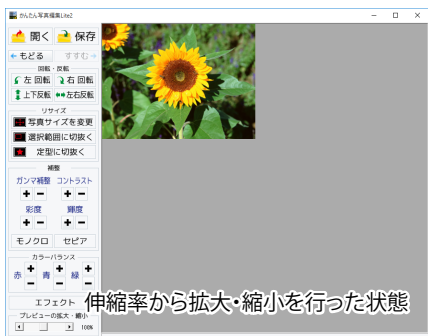 かんたん写真編集Lite2
開く 保存
もどる すすむ
回転・反転
左回転 右回転
上下反転 左右反転
リサイズ
写真サイズを変更
選択範囲に切抜く
定型に切抜く
補整
ガンマ補整 コントラスト
+ - + -
彩度 輝度
+ - + -
モノクロ セピア
カラーバランス
赤 + - 青 + - 緑 + -
エフェクト
プレビューの拡大・縮小
100%
伸縮率から拡大・縮小を行った状態